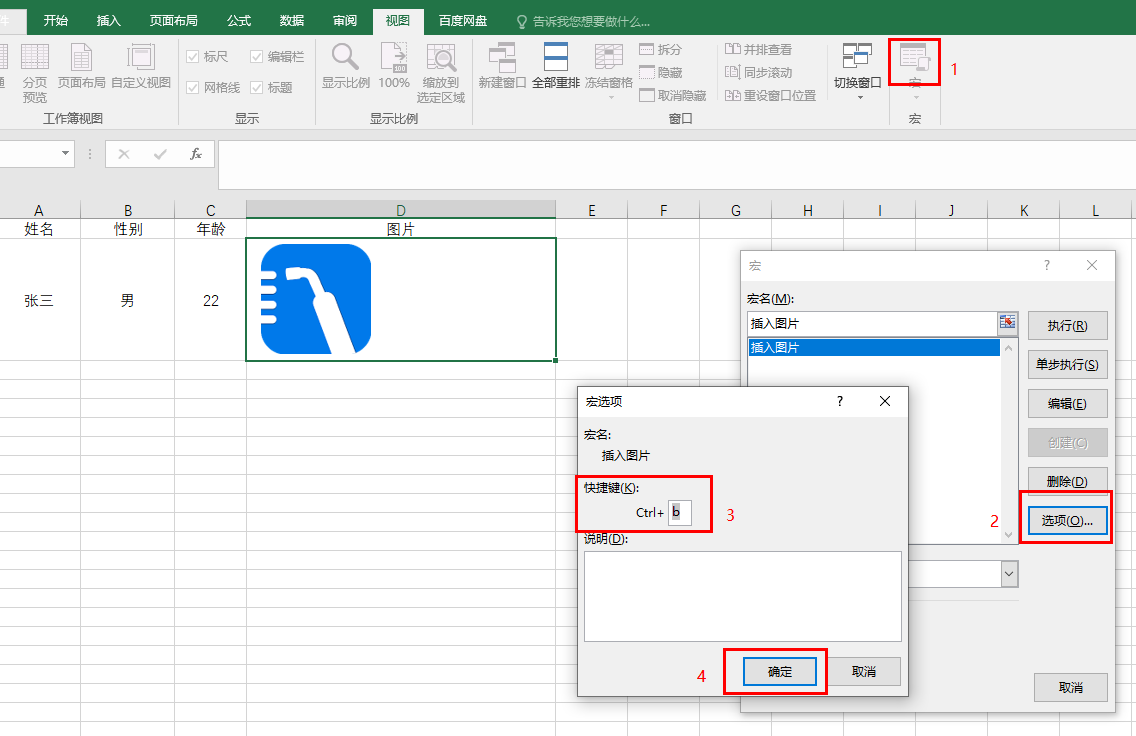 件 开始 插入 页面布局 公式 数据 审阅 视图 百度网盘 告诉我您想要做什么...
分页预览 页面布局 自定义视图
标尺 编辑栏
网格线 标题
显示比例 100% 缩放到选定区域
新建窗口 全部重排 冻结窗格
拆分
隐藏
取消隐藏
并排查看
同步滚动
重设窗口位置
切换窗口
宏
1
工作簿视图 显示 显示比例 窗口 宏
fx
A B C D E F G H I J K L
姓名 性别 年龄 图片
张三 男 22
宏 ?
宏名(M):
插入图片
插入图片
执行(R)
单步执行(S)
编辑(E)
创建(C)
删除(D)
2
选项(O)...
取消
宏选项 ?
宏名:
插入图片
快捷键(K):
Ctrl+ b
3
说明(D):
4
确定
取消